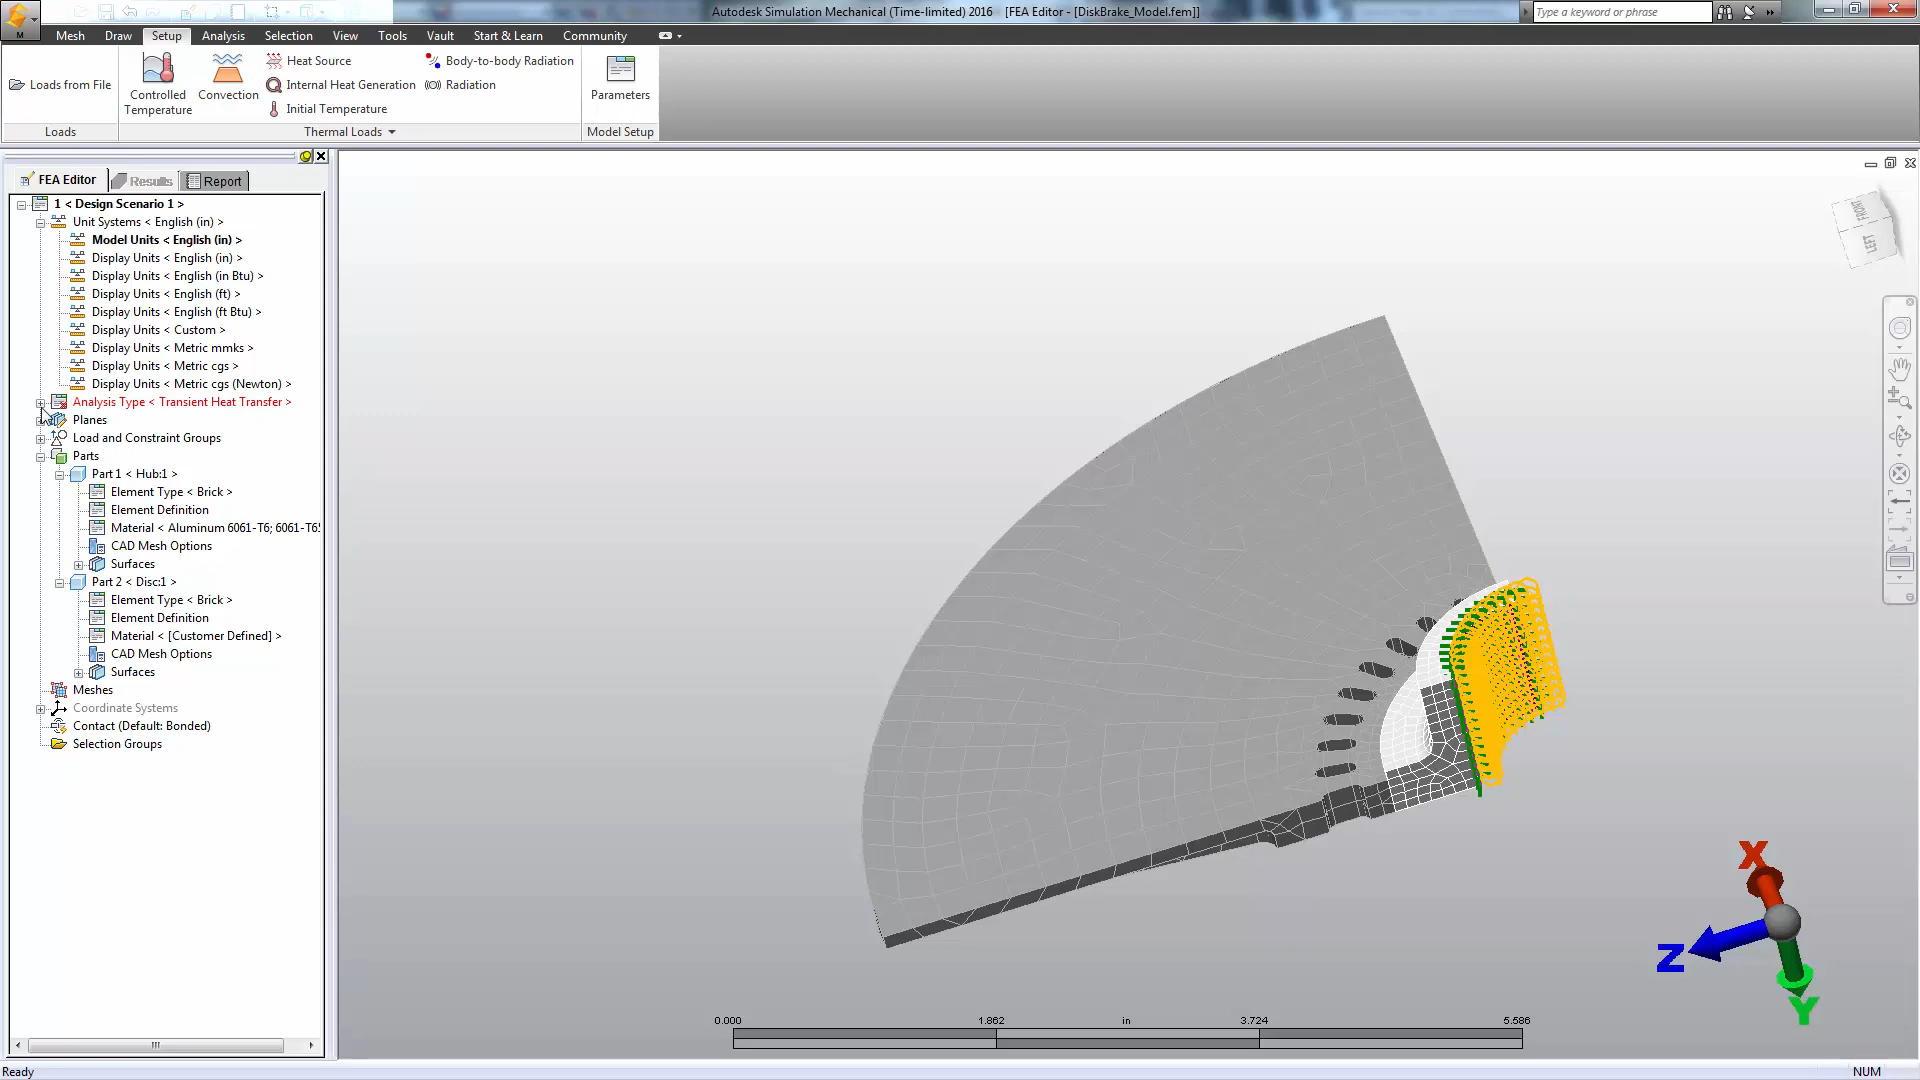 Autodesk Simulation Mechanical (Time-limited) 2016 [FEA Editor - [DiskBrake_Model.fem]]
Type a keyword or phrase
M
Mesh Draw Setup Analysis Selection View Tools Vault Start & Learn Community
Loads from File
Controlled Temperature
Convection
Heat Source
Internal Heat Generation
Initial Temperature
Body-to-body Radiation
Radiation
Parameters
Loads
Thermal Loads
Model Setup
FEA Editor Results Report
1 < Design Scenario 1 >
Unit Systems < English (in) >
Model Units < English (in) >
Display Units < English (in) >
Display Units < English (in Btu) >
Display Units < English (ft) >
Display Units < English (ft Btu) >
Display Units < Custom >
Display Units < Metric mmks >
Display Units < Metric cgs >
Display Units < Metric cgs (Newton) >
Analysis Type < Transient Heat Transfer >
Planes
Load and Constraint Groups
Parts
Part 1 < Hub:1 >
Element Type < Brick >
Element Definition
Material < Aluminum 6061-T6; 6061-T6
CAD Mesh Options
Surfaces
Part 2 < Disc:1 >
Element Type < Brick >
Element Definition
Material < [Customer Defined] >
CAD Mesh Options
Surfaces
Meshes
Coordinate Systems
Contact (Default: Bonded)
Selection Groups
FRONT
LEFT
X
Z
Y
0.000 1.862 in 3.724 5.586
Ready
NUM